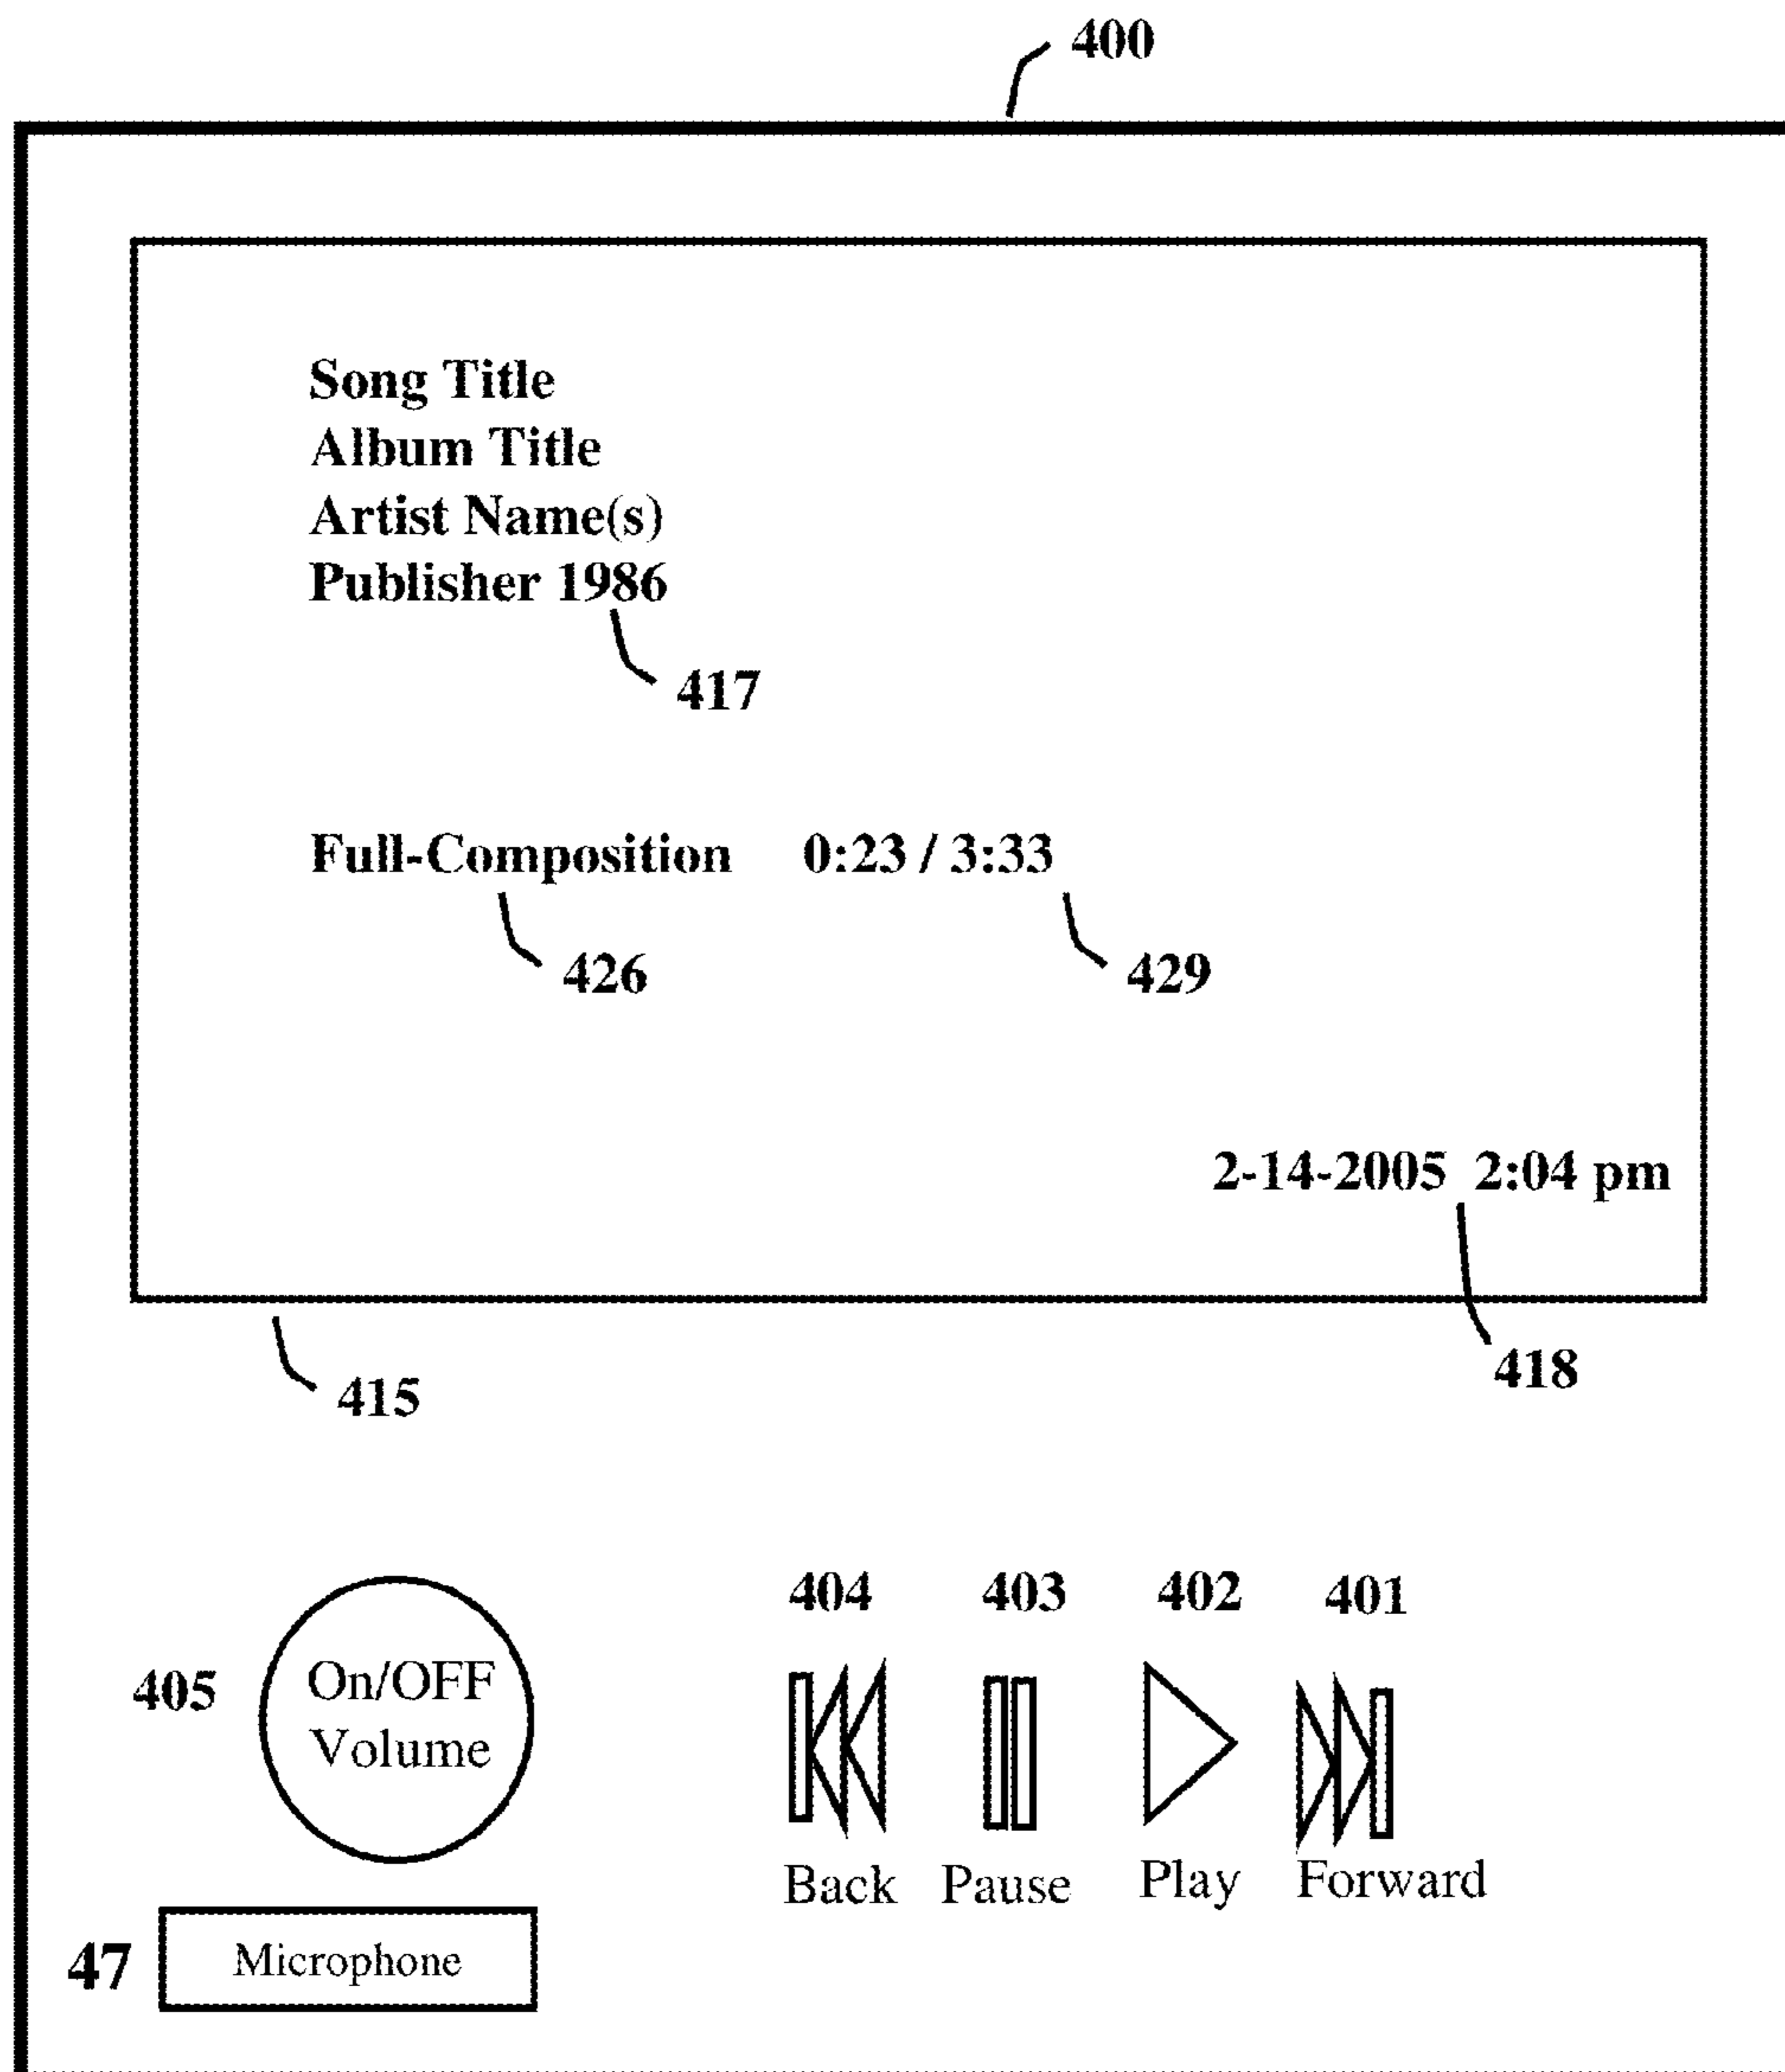 400
Song Title
Album Title
Artist Name(s)
Publisher 1986
417
Full-Composition 0:23 / 3:33
426 429
2-14-2005 2:04 pm
418
415
404 403 402 401
405
On/OFF
Volume
Back Pause Play Forward
47 Microphone